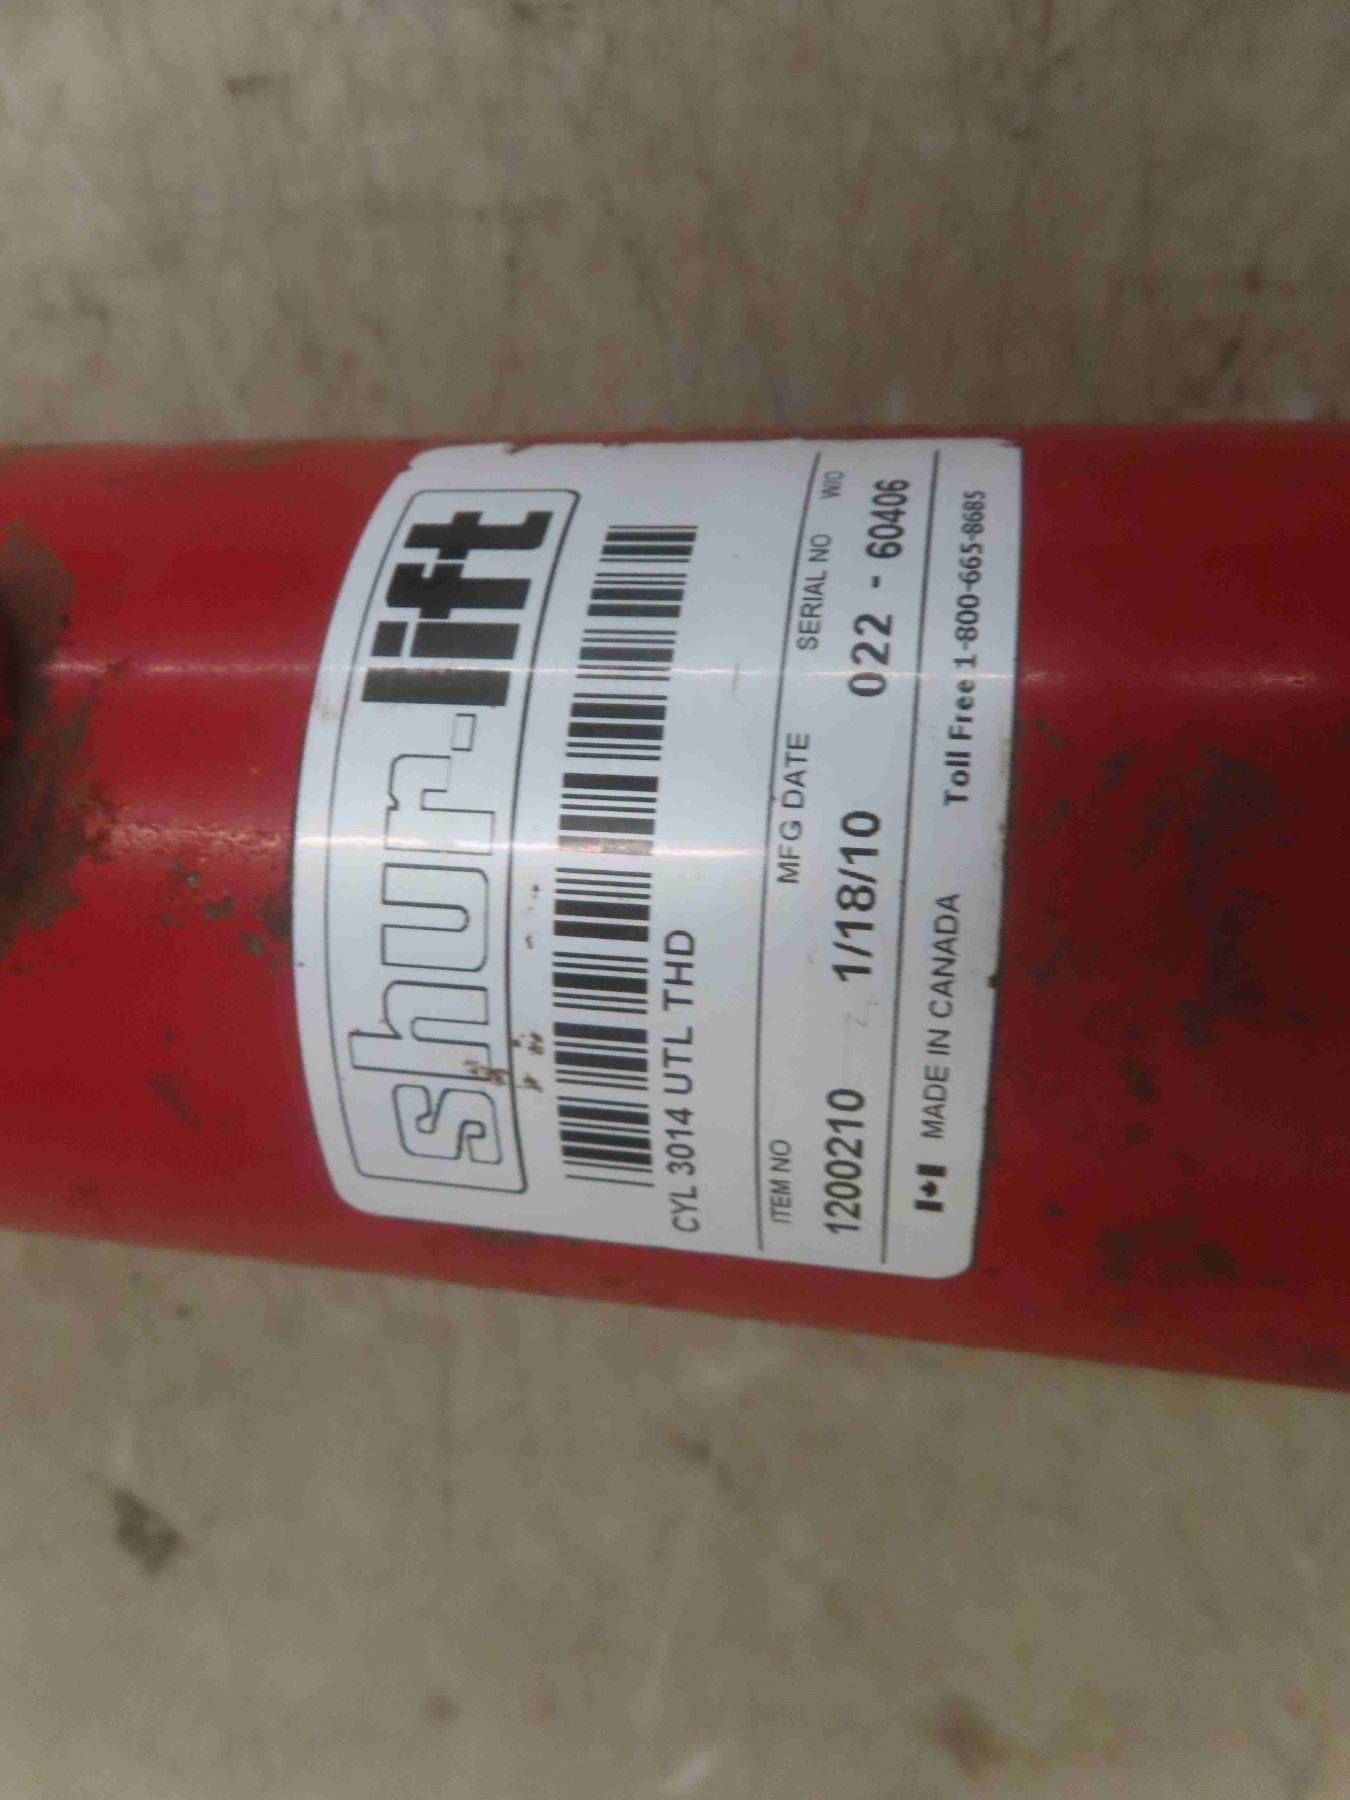 shur-lift
CYL 3014 UTL THD
ITEM NO MFG DATE SERIAL NO W/O
1200210 1/18/10 022 - 60406
MADE IN CANADA Toll Free 1-800-665-8685